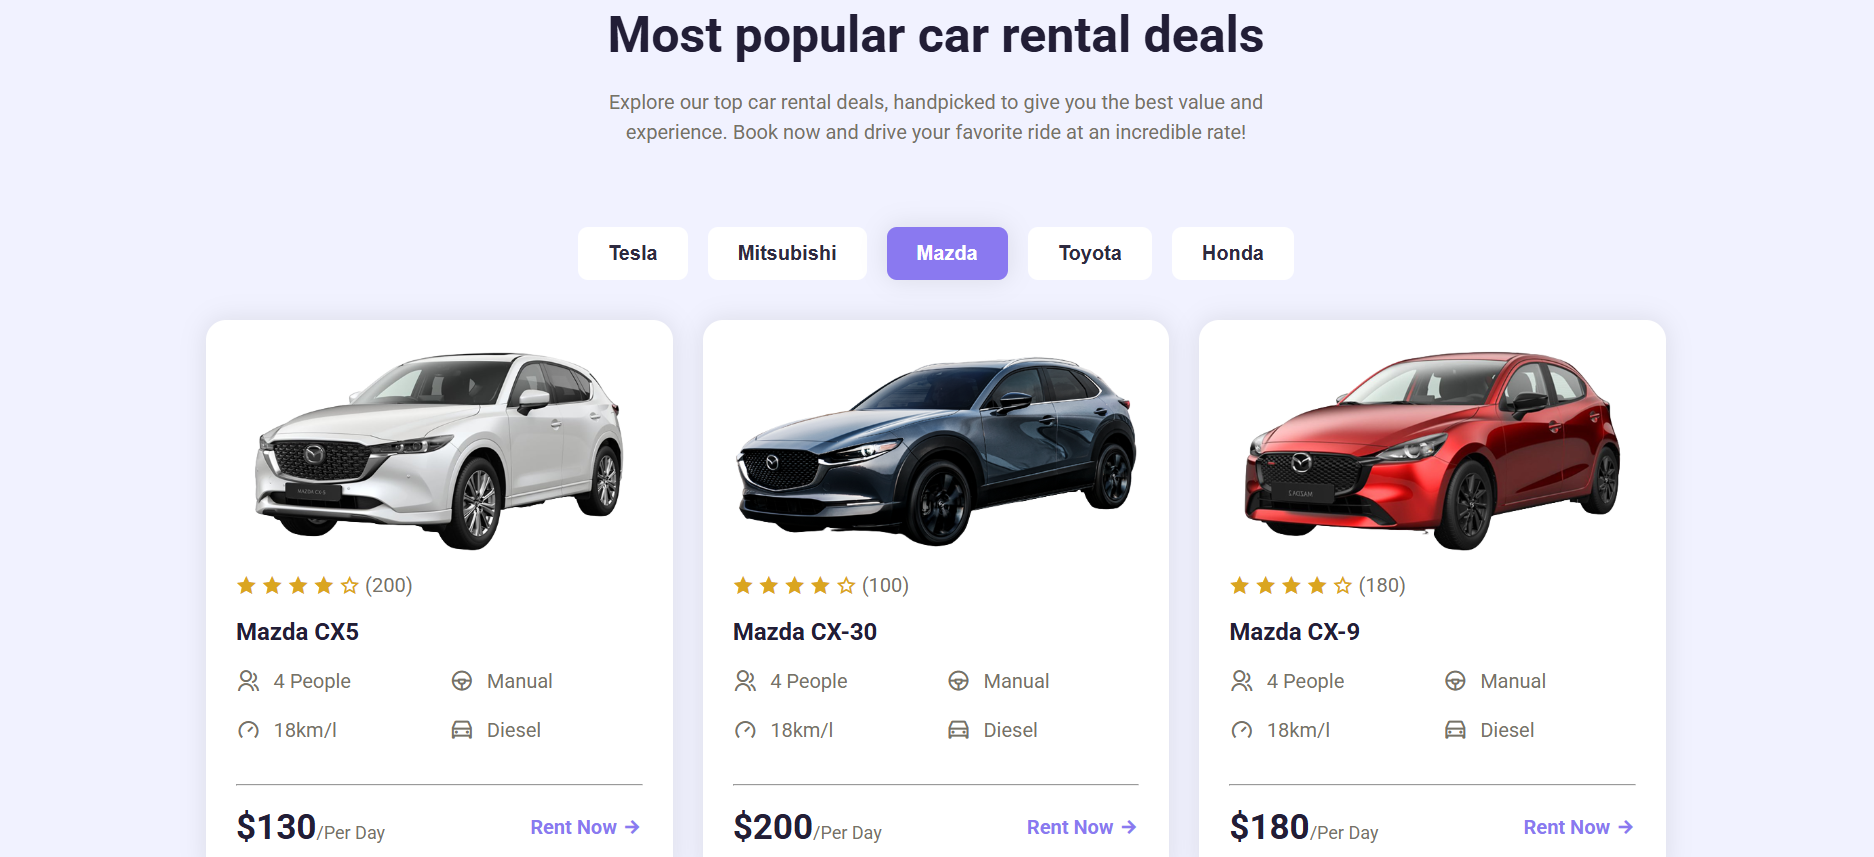 Most popular car rental deals
Explore our top car rental deals, handpicked to give you the best value and
experience. Book now and drive your favorite ride at an incredible rate!
Tesla
Mitsubishi
Mazda
Toyota
Honda
MAZDA CX-5
MAZDA2
(200)
(100)
(180)
Mazda CX5
Mazda CX-30
Mazda CX-9
4 People
Manual
4 People
Manual
4 People
Manual
18km/l
Diesel
18km/l
Diesel
18km/l
Diesel
$130/Per Day
Rent Now
$200/Per Day
Rent Now
$180/Per Day
Rent Now